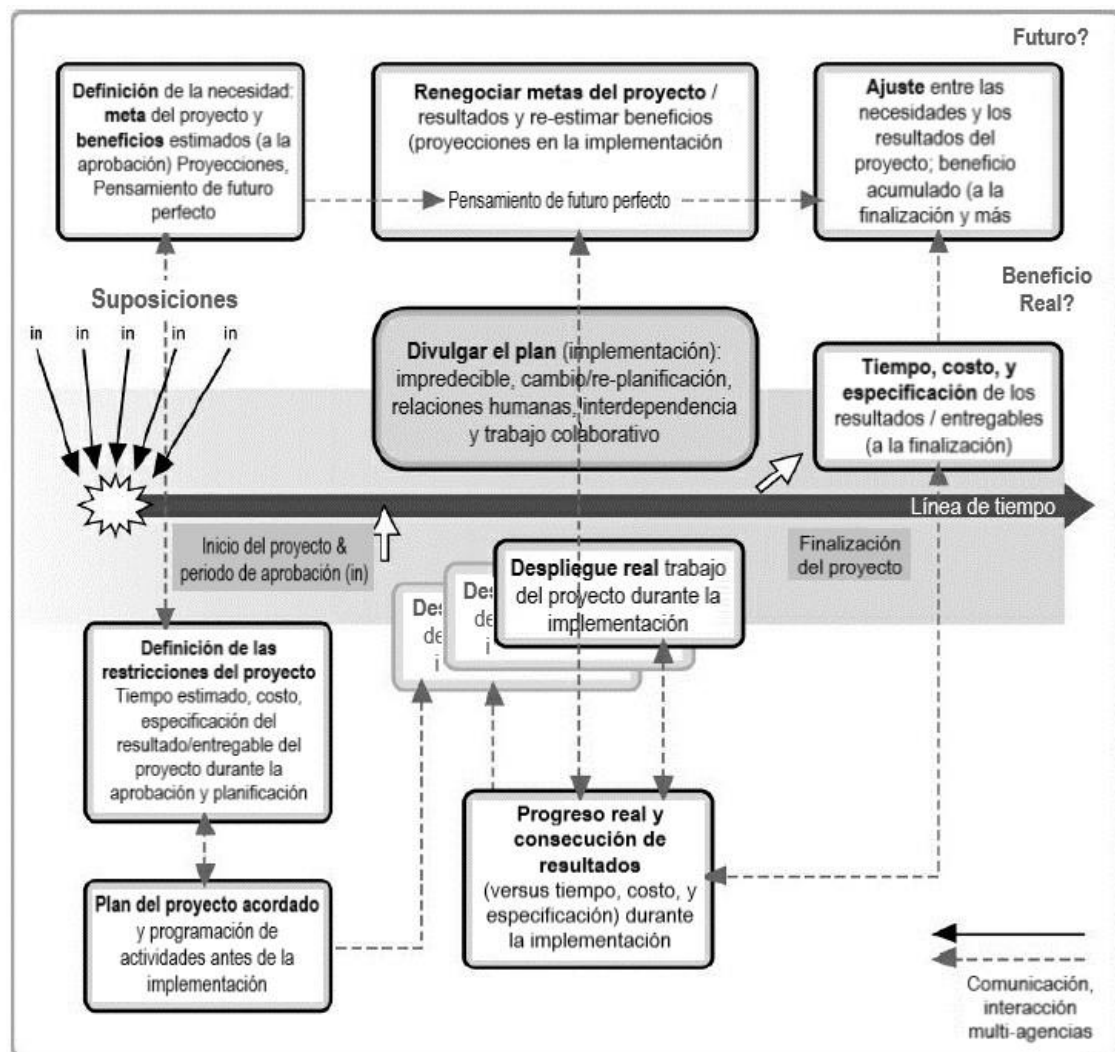 Futuro?
Definición de la necesidad:
meta del proyecto y
beneficios estimados (a la
aprobación) Proyecciones,
Pensamiento de futuro
perfecto
Renegociar metas del proyecto /
resultados y re-estimar beneficios
(proyecciones en la implementación
Pensamiento de futuro perfecto
Ajuste entre las
necesidades y los
resultados del
proyecto; beneficio
acumulado (a la
finalización y más
Beneficio
Real?
Suposiciones
in in in in in
Divulgar el plan (implementación):
impredecible, cambio/re-planificación,
relaciones humanas, interdependencia
y trabajo colaborativo
Tiempo, costo, y
especificación de los
resultados / entregables
(a la finalización)
Línea de tiempo
Inicio del proyecto &
periodo de aprobación (in)
Finalización
del proyecto
Despliegue real trabajo
del proyecto durante la
implementación
Des
de
i
Des
de
i
Definición de las
restricciones del proyecto
Tiempo estimado, costo,
especificación del
resultado/entregable del
proyecto durante la
aprobación y planificación
Progreso real y
consecución de
resultados
(versus tiempo, costo, y
especificación) durante
la implementación
Plan del proyecto acordado
y programación de
actividades antes de la
implementación
Comunicación,
interacción
multi-agencias